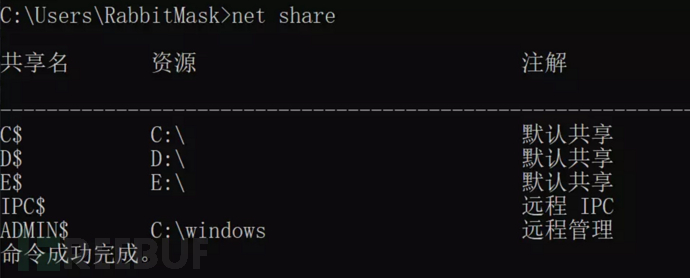 C:\Users\RabbitMask>net share
共享名 资源 注解
-------------------------------------------------------------------------------
C$ C:\ 默认共享
D$ D:\ 默认共享
E$ E:\ 默认共享
IPC$ 远程 IPC
ADMIN$ C:\windows 远程管理
命令成功完成。
REEBUF